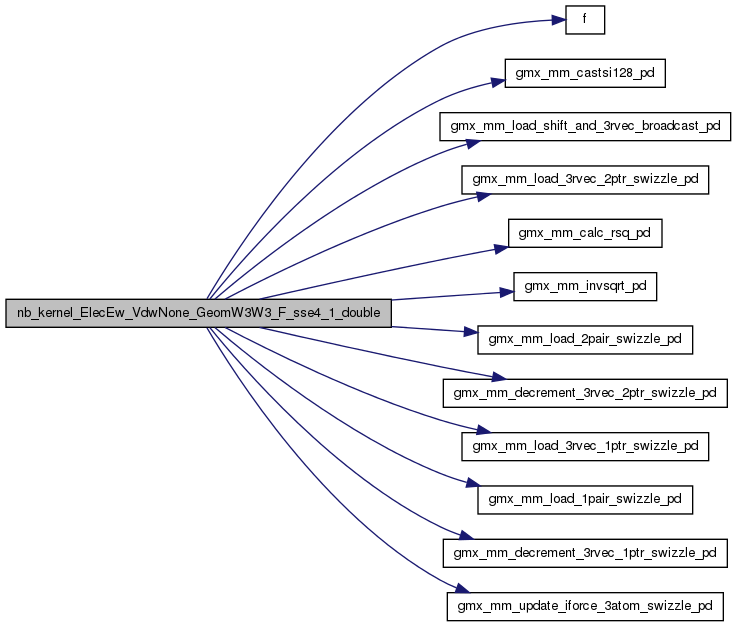 f
gmx_mm_castsi128_pd
gmx_mm_load_shift_and_3rvec_broadcast_pd
gmx_mm_load_3rvec_2ptr_swizzle_pd
gmx_mm_calc_rsq_pd
gmx_mm_invsqrt_pd
nb_kernel_ElecEw_VdwNone_GeomW3W3_F_sse4_1_double
gmx_mm_load_2pair_swizzle_pd
gmx_mm_decrement_3rvec_2ptr_swizzle_pd
gmx_mm_load_3rvec_1ptr_swizzle_pd
gmx_mm_load_1pair_swizzle_pd
gmx_mm_decrement_3rvec_1ptr_swizzle_pd
gmx_mm_update_iforce_3atom_swizzle_pd